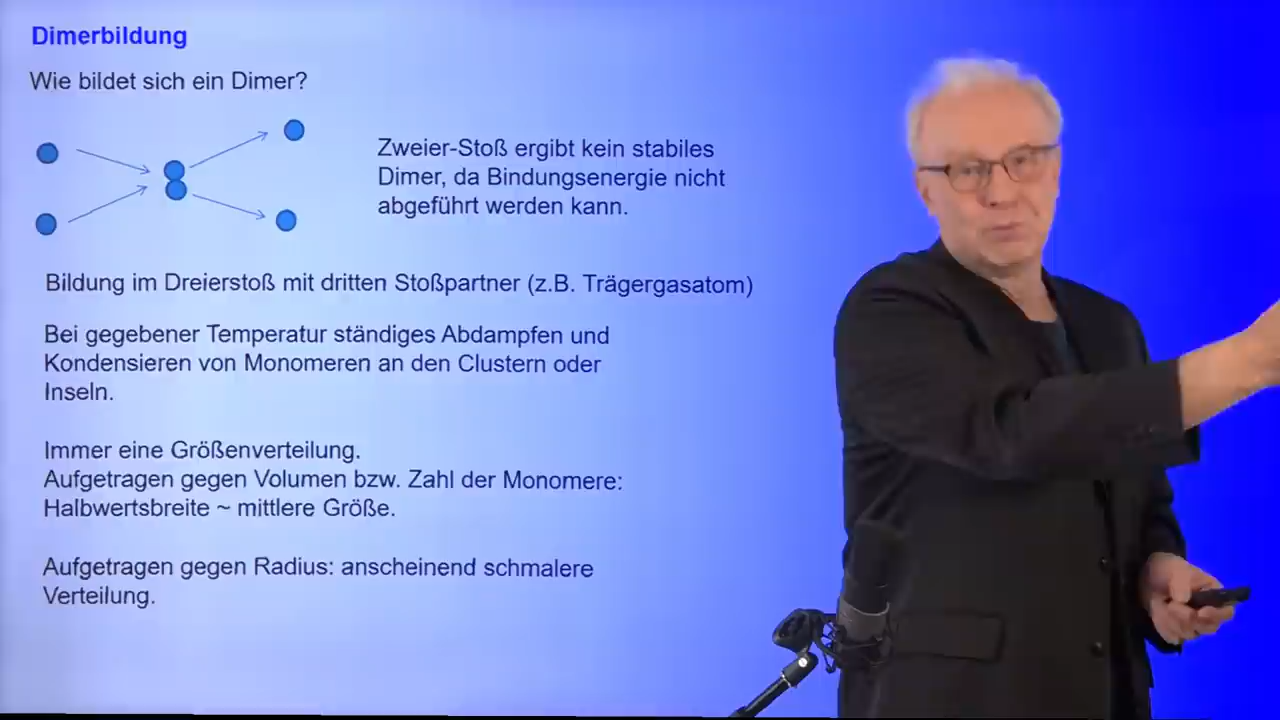 Dimerbildung
Wie bildet sich ein Dimer?
Zweier-Stoß ergibt kein stabiles
Dimer, da Bindungsenergie nicht
abgeführt werden kann.
Bildung im Dreierstoß mit dritten Stoßpartner (z.B. Trägergasatom)
Bei gegebener Temperatur ständiges Abdampfen und
Kondensieren von Monomeren an den Clustern oder
Inseln.
Immer eine Größenverteilung.
Aufgetragen gegen Volumen bzw. Zahl der Monomere:
Halbwertsbreite ~ mittlere Größe.
Aufgetragen gegen Radius: anscheinend schmalere
Verteilung.